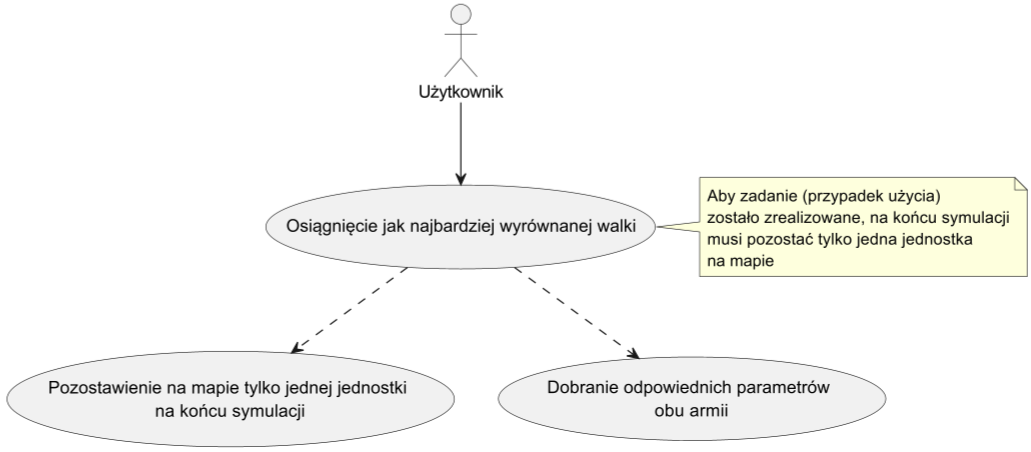 Użytkownik
Osiągnięcie jak najbardziej wyrównanej walki
Aby zadanie (przypadek użycia)
zostało zrealizowane, na końcu symulacji
musi pozostać tylko jedna jednostka
na mapie
Pozostawienie na mapie tylko jednej jednostki
na końcu symulacji
Dobranie odpowiednich parametrów
obu armii